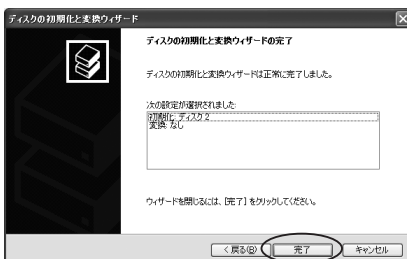 ディスクの初期化と変換ウィザード
ディスクの初期化と変換ウィザードの完了
ディスクの初期化と変換ウィザードは正常に完了しました。
次の設定が選択されました:
初期化: ディスク 2
変換: なし
ウィザードを閉じるには、[完了] をクリックしてください。
< 戻る(B)
完了
キャンセル